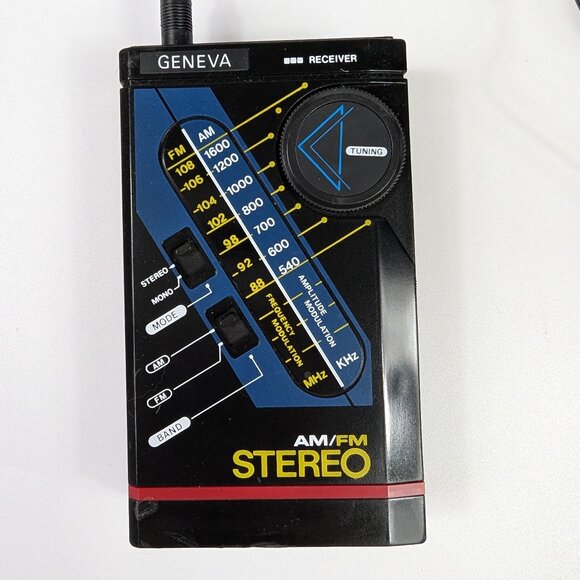 GENEVA
RECEIVER
TUNING
FM AM
108 1600
106 1200
104 1000
102 800
98 700
92 600
88 540
FREQUENCY
MODULATION
AMPLITUDE
MODULATION
MHz KHz
STEREO
MONO
MODE
AM
FM
BAND
AM/FM
STEREO